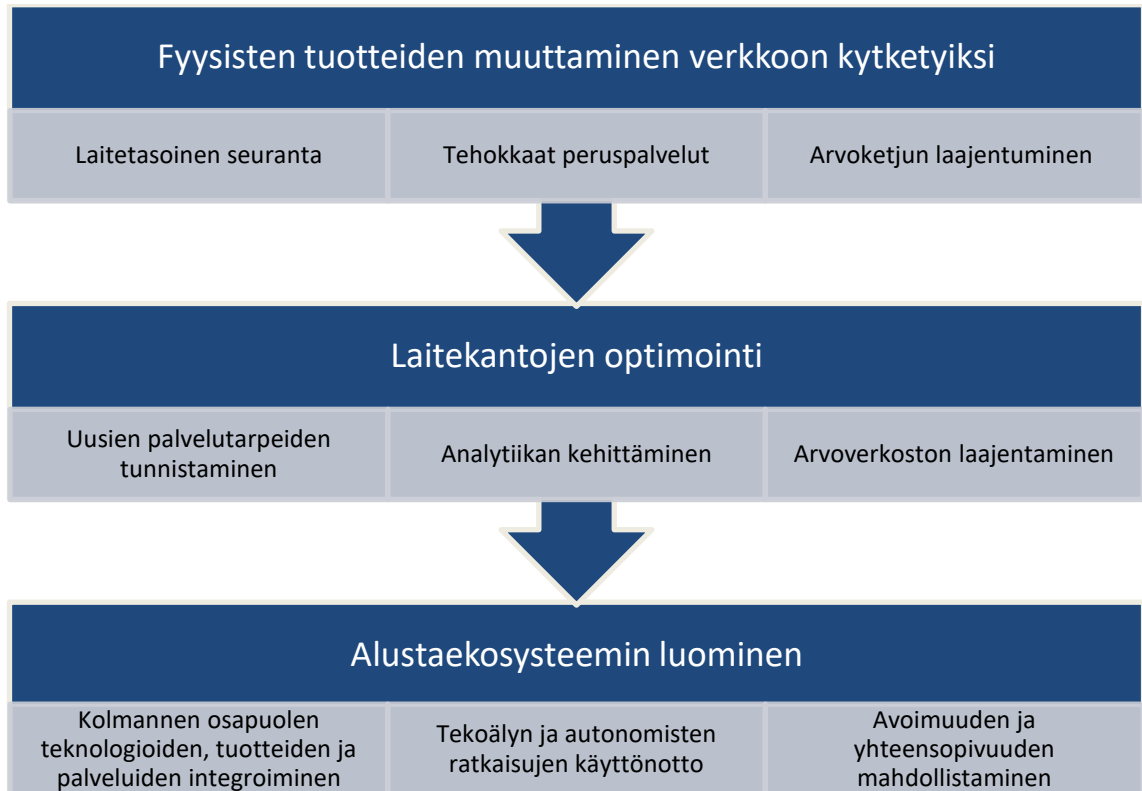 Fyysisten tuotteiden muuttaminen verkkoon kytketyiksi
Laitetasoinen seuranta
Tehokkaat peruspalvelut
Arvoketjun laajentuminen
Laitekantojen optimointi
Uusien palvelutarpeiden
tunnistaminen
Analytiikan kehittäminen
Arvoverkoston laajentaminen
Alustaekosysteemin luominen
Kolmannen osapuolen
teknologioiden, tuotteiden ja
palveluiden integroiminen
Tekoälyn ja autonomisten
ratkaisujen käyttönotto
Avoimuuden ja
yhteensopivuuden
mahdollistaminen